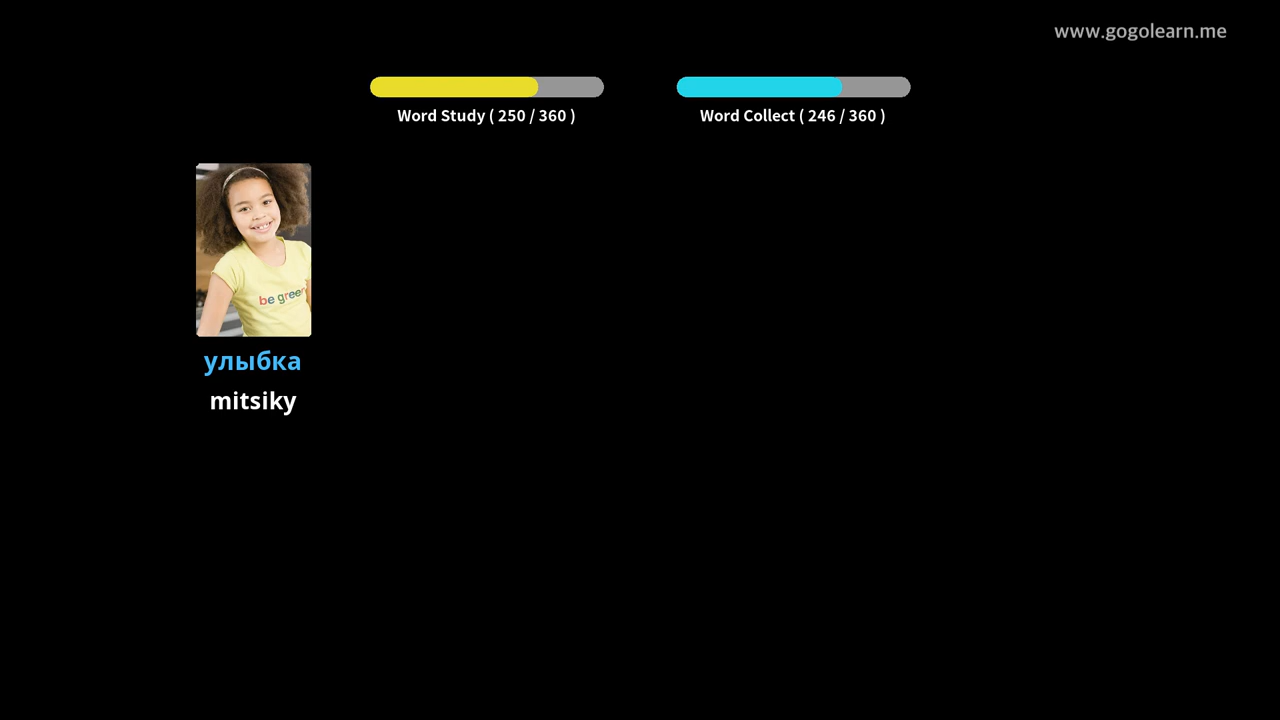 www.gogolearn.me
Word Study ( 250 / 360 )
Word Collect ( 246 / 360 )
be green
улыбка
mitsiky